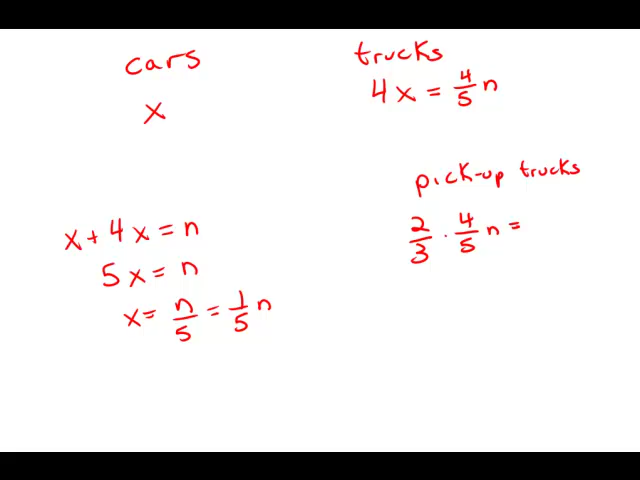 cars
trucks
x
4x = 4/5 n
pick-up trucks
x + 4x = n
2/3 · 4/5 n =
5x = n
x = n/5 = 1/5 n